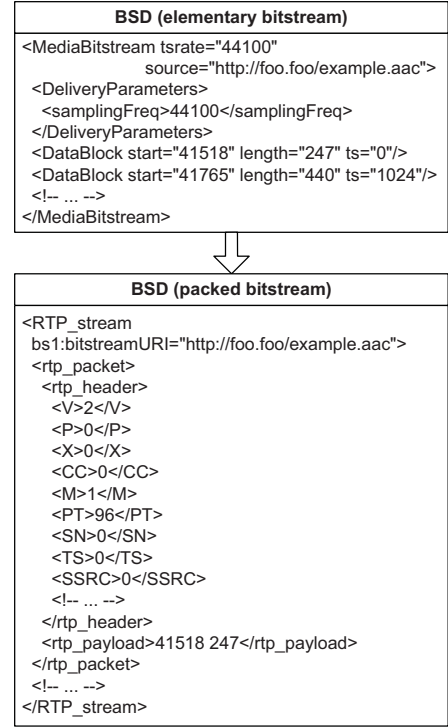 BSD (elementary bitstream)
<MediaBitstream tsrate="44100"
source="http://foo.foo/example.aac">
<DeliveryParameters>
<samplingFreq>44100</samplingFreq>
</DeliveryParameters>
<DataBlock start="41518" length="247" ts="0"/>
<DataBlock start="41765" length="440" ts="1024"/>
<!-- ... -->
</MediaBitstream>
BSD (packed bitstream)
<RTP_stream
bs1:bitstreamURI="http://foo.foo/example.aac">
<rtp_packet>
<rtp_header>
<V>2</V>
<P>0</P>
<X>0</X>
<CC>0</CC>
<M>1</M>
<PT>96</PT>
<SN>0</SN>
<TS>0</TS>
<SSRC>0</SSRC>
<!-- ... -->
</rtp_header>
<rtp_payload>41518 247</rtp_payload>
</rtp_packet>
<!-- ... -->
</RTP_stream>